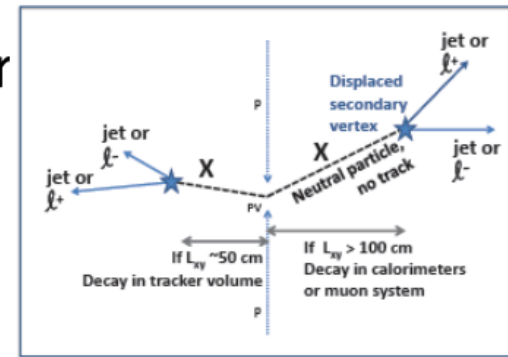 r
jet or
ℓ+
Displaced
secondary
vertex
p
jet or
ℓ-
X
X
jet or
ℓ-
jet or
ℓ+
Neutral particle,
no track
PV
If Lxy ~50 cm
Decay in tracker volume
If Lxy > 100 cm
Decay in calorimeters
or muon system
p